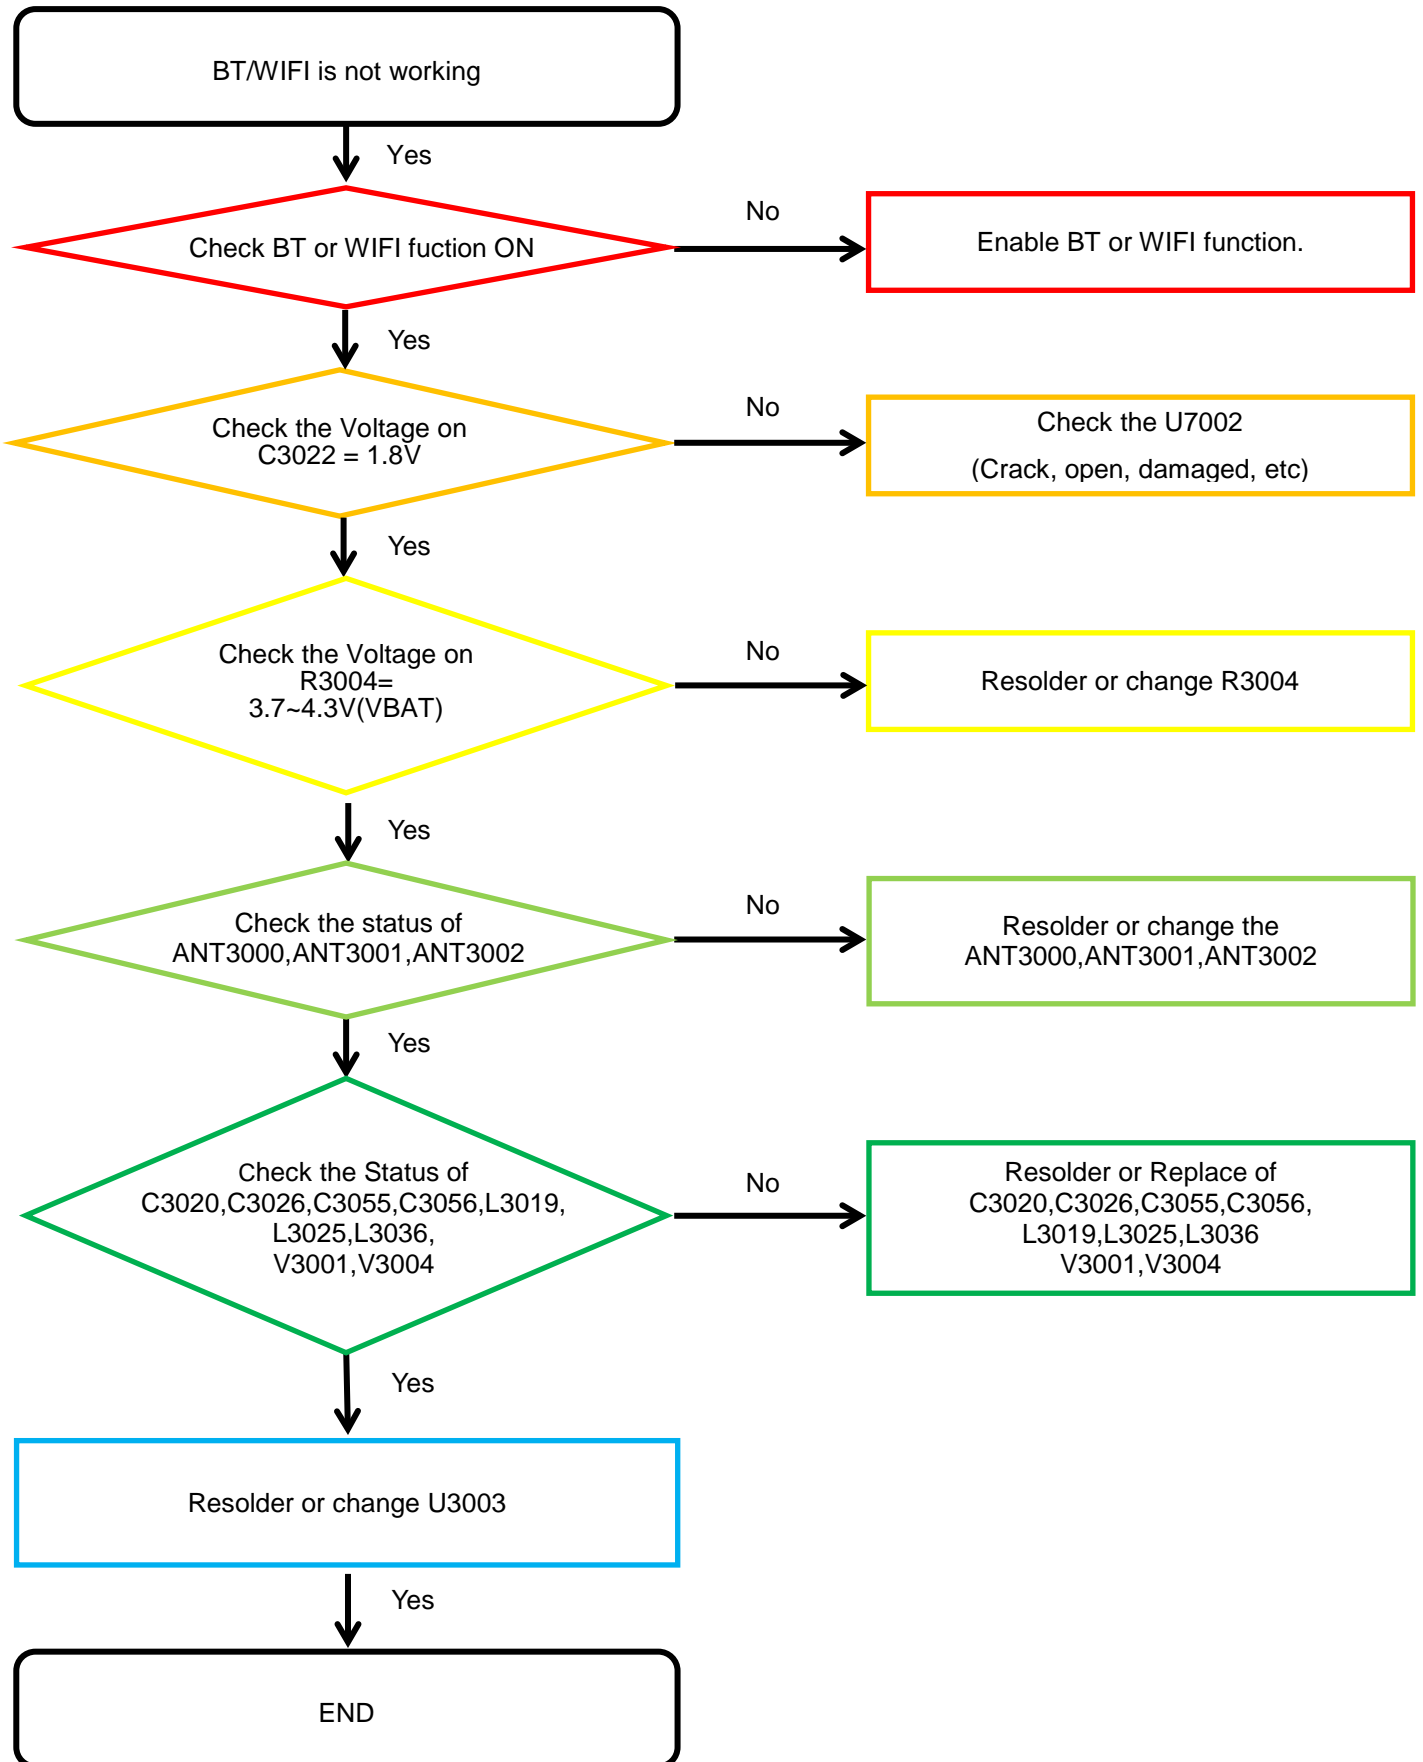 BT/WIFI is not working
Yes
Check BT or WIFI fuction ON
No
Enable BT or WIFI function.
Yes
Check the Voltage on
C3022 = 1.8V
No
Check the U7002
(Crack, open, damaged, etc)
Yes
Check the Voltage on
R3004=
3.7~4.3V(VBAT)
No
Resolder or change R3004
Yes
Check the status of
ANT3000,ANT3001,ANT3002
No
Resolder or change the
ANT3000,ANT3001,ANT3002
Yes
Check the Status of
C3020,C3026,C3055,C3056,L3019,
L3025,L3036,
V3001,V3004
No
Resolder or Replace of
C3020,C3026,C3055,C3056,
L3019,L3025,L3036
V3001,V3004
Yes
Resolder or change U3003
Yes
END